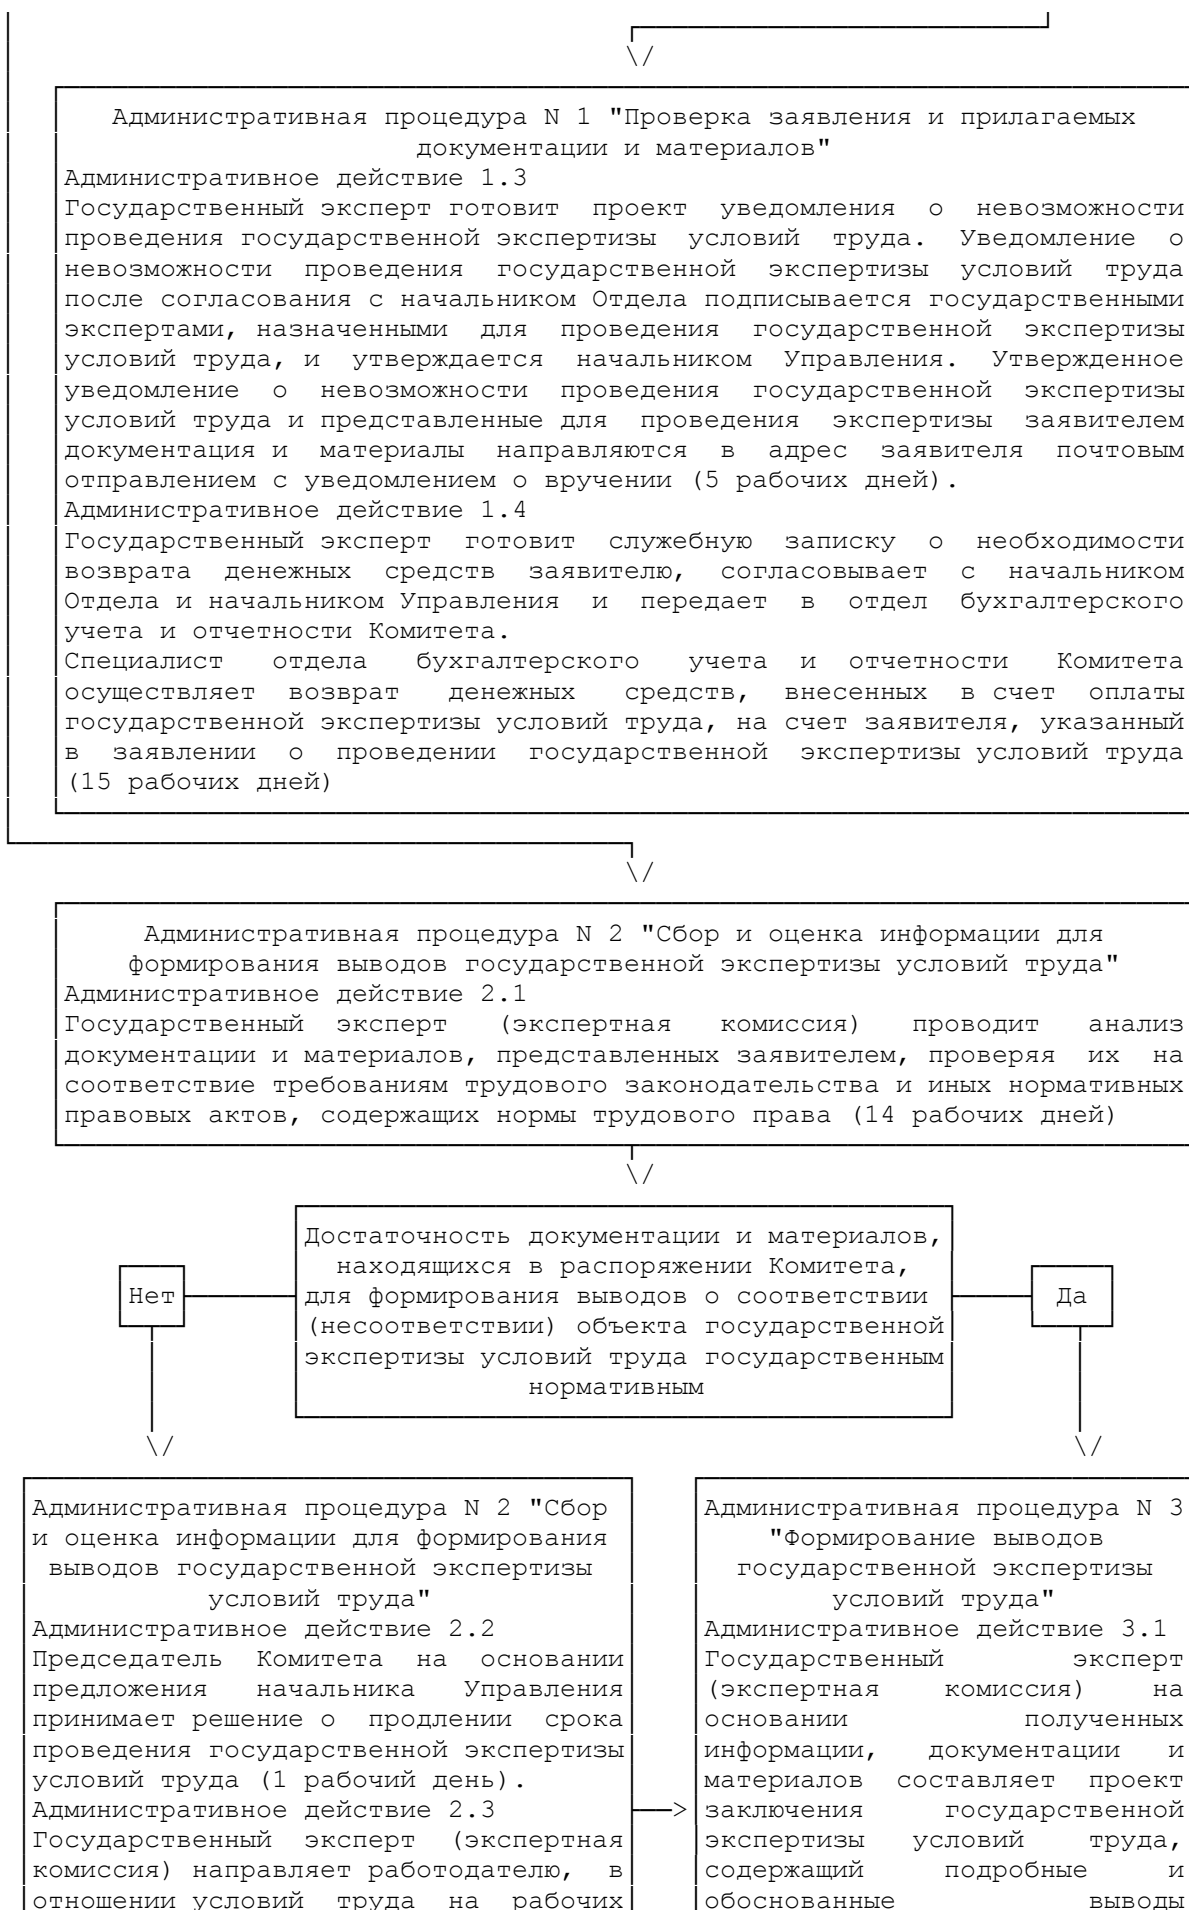 Административная процедура N 1 "Проверка заявления и прилагаемых
документации и материалов"
Административное действие 1.3
Государственный эксперт готовит проект уведомления о невозможности
проведения государственной экспертизы условий труда. Уведомление о
невозможности проведения государственной экспертизы условий труда
после согласования с начальником Отдела подписывается государственными
экспертами, назначенными для проведения государственной экспертизы
условий труда, и утверждается начальником Управления. Утвержденное
уведомление о невозможности проведения государственной экспертизы
условий труда и представленные для проведения экспертизы заявителем
документация и материалы направляются в адрес заявителя почтовым
отправлением с уведомлением о вручении (5 рабочих дней).
Административное действие 1.4
Государственный эксперт готовит служебную записку о необходимости
возврата денежных средств заявителю, согласовывает с начальником
Отдела и начальником Управления и передает в отдел бухгалтерского
учета и отчетности Комитета.
Специалист отдела бухгалтерского учета и отчетности Комитета
осуществляет возврат денежных средств, внесенных в счет оплаты
государственной экспертизы условий труда, на счет заявителя, указанный
в заявлении о проведении государственной экспертизы условий труда
(15 рабочих дней)
Административная процедура N 2 "Сбор и оценка информации для
формирования выводов государственной экспертизы условий труда"
Административное действие 2.1
Государственный эксперт (экспертная комиссия) проводит анализ
документации и материалов, представленных заявителем, проверяя их на
соответствие требованиям трудового законодательства и иных нормативных
правовых актов, содержащих нормы трудового права (14 рабочих дней)
Достаточность документации и материалов,
находящихся в распоряжении Комитета,
для формирования выводов о соответствии
(несоответствии) объекта государственной
экспертизы условий труда государственным
нормативным
Нет
Да
Административная процедура N 2 "Сбор
и оценка информации для формирования
выводов государственной экспертизы
условий труда"
Административное действие 2.2
Председатель Комитета на основании
предложения начальника Управления
принимает решение о продлении срока
проведения государственной экспертизы
условий труда (1 рабочий день).
Административное действие 2.3
Государственный эксперт (экспертная
комиссия) направляет работодателю, в
отношении условий труда на рабочих
Административная процедура N 3
"Формирование выводов
государственной экспертизы
условий труда"
Административное действие 3.1
Государственный эксперт
(экспертная комиссия) на
основании полученных
информации, документации и
материалов составляет проект
заключения государственной
экспертизы условий труда,
содержащий подробные и
обоснованные выводы